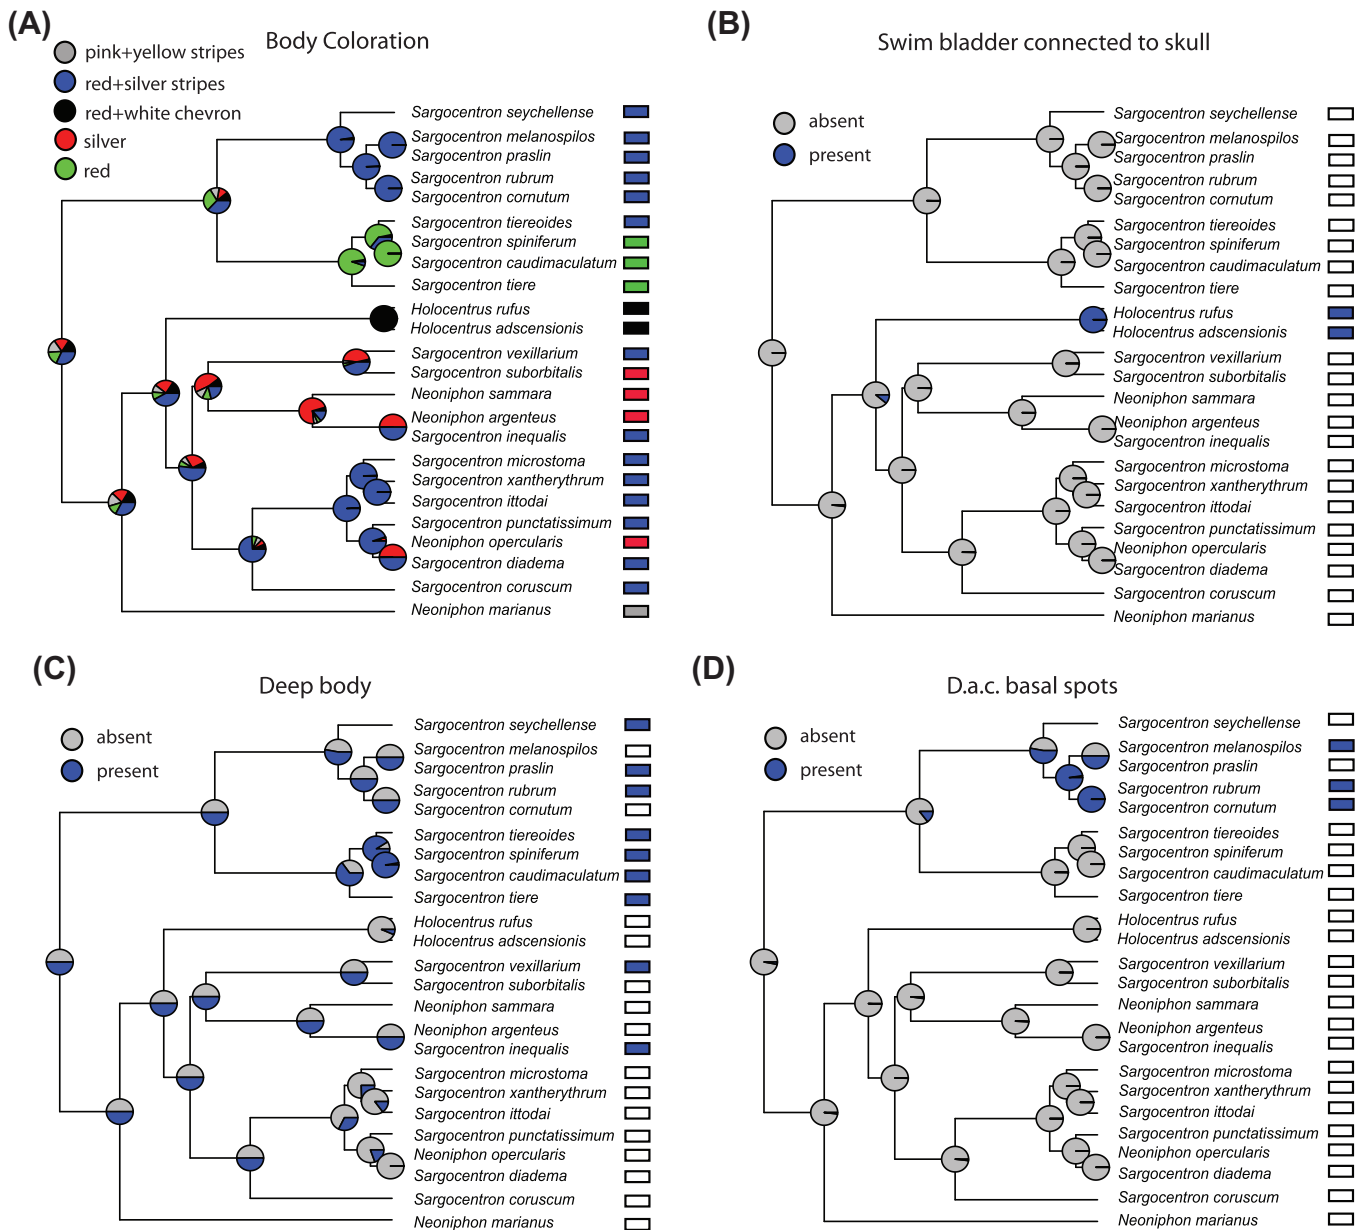 (A)
Body Coloration
pink+yellow stripes
red+silver stripes
red+white chevron
silver
red
Sargocentron seychellense
Sargocentron melanospilos
Sargocentron praslin
Sargocentron rubrum
Sargocentron cornutum
Sargocentron tiereoides
Sargocentron spiniferum
Sargocentron caudimaculatum
Sargocentron tiere
Holocentrus rufus
Holocentrus adscensionis
Sargocentron vexillarium
Sargocentron suborbitalis
Neoniphon sammara
Neoniphon argenteus
Sargocentron inequalis
Sargocentron microstoma
Sargocentron xantherythrum
Sargocentron ittodai
Sargocentron punctatissimum
Neoniphon opercularis
Sargocentron diadema
Sargocentron coruscum
Neoniphon marianus
(B)
Swim bladder connected to skull
absent
present
Sargocentron seychellense
Sargocentron melanospilos
Sargocentron praslin
Sargocentron rubrum
Sargocentron cornutum
Sargocentron tiereoides
Sargocentron spiniferum
Sargocentron caudimaculatum
Sargocentron tiere
Holocentrus rufus
Holocentrus adscensionis
Sargocentron vexillarium
Sargocentron suborbitalis
Neoniphon sammara
Neoniphon argenteus
Sargocentron inequalis
Sargocentron microstoma
Sargocentron xantherythrum
Sargocentron ittodai
Sargocentron punctatissimum
Neoniphon opercularis
Sargocentron diadema
Sargocentron coruscum
Neoniphon marianus
(C)
Deep body
absent
present
Sargocentron seychellense
Sargocentron melanospilos
Sargocentron praslin
Sargocentron rubrum
Sargocentron cornutum
Sargocentron tiereoides
Sargocentron spiniferum
Sargocentron caudimaculatum
Sargocentron tiere
Holocentrus rufus
Holocentrus adscensionis
Sargocentron vexillarium
Sargocentron suborbitalis
Neoniphon sammara
Neoniphon argenteus
Sargocentron inequalis
Sargocentron microstoma
Sargocentron xantherythrum
Sargocentron ittodai
Sargocentron punctatissimum
Neoniphon opercularis
Sargocentron diadema
Sargocentron coruscum
Neoniphon marianus
(D)
D.a.c. basal spots
absent
present
Sargocentron seychellense
Sargocentron melanospilos
Sargocentron praslin
Sargocentron rubrum
Sargocentron cornutum
Sargocentron tiereoides
Sargocentron spiniferum
Sargocentron caudimaculatum
Sargocentron tiere
Holocentrus rufus
Holocentrus adscensionis
Sargocentron vexillarium
Sargocentron suborbitalis
Neoniphon sammara
Neoniphon argenteus
Sargocentron inequalis
Sargocentron microstoma
Sargocentron xantherythrum
Sargocentron ittodai
Sargocentron punctatissimum
Neoniphon opercularis
Sargocentron diadema
Sargocentron coruscum
Neoniphon marianus